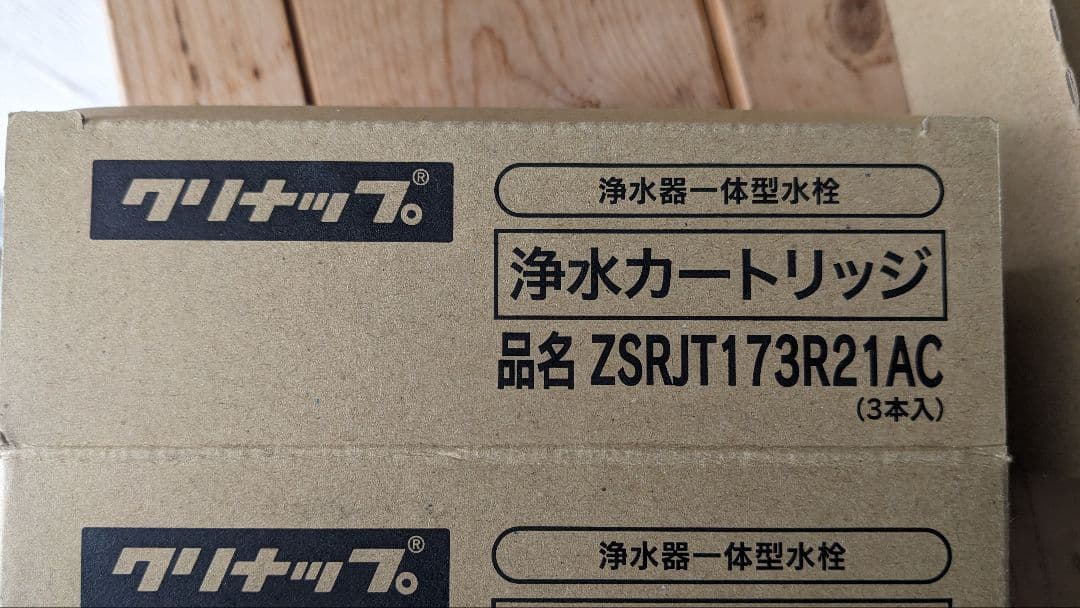 クリナップ®
浄水器一体型水栓
浄水カートリッジ
品名 ZSRJT173R21AC
(3本入)
クリナップ®
浄水器一体型水栓